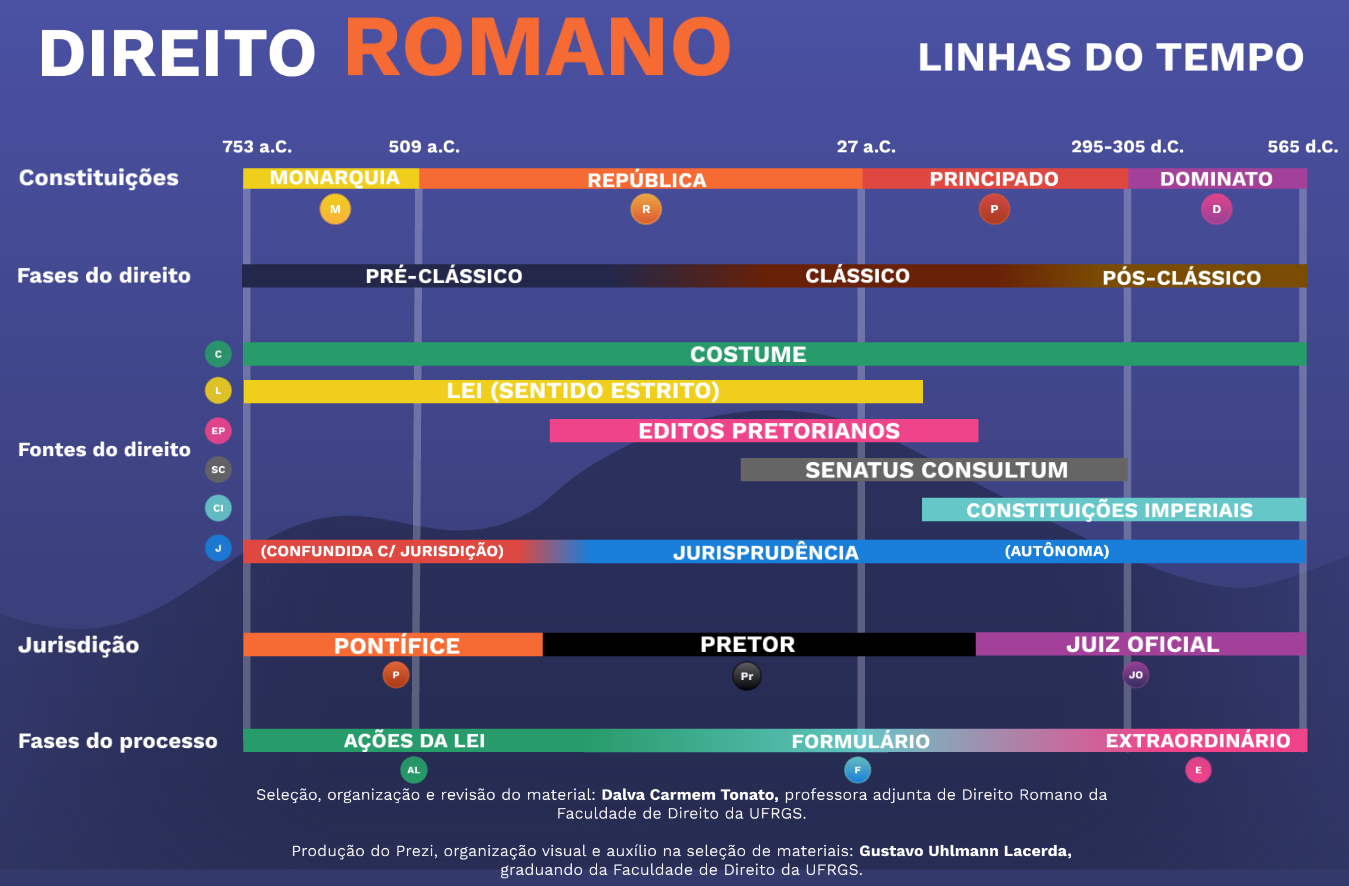 DIREITO ROMANO
LINHAS DO TEMPO
753 a.C. 509 a.C. 27 a.C. 295-305 d.C. 565 d.C.
Constituições MONARQUIA REPÚBLICA PRINCIPADO DOMINATO
M R P D
Fases do direito PRÉ-CLÁSSICO CLÁSSICO PÓS-CLÁSSICO
C COSTUME
L LEI (SENTIDO ESTRITO)
EP EDITOS PRETORIANOS
Fontes do direito
SC SENATUS CONSULTUM
CI CONSTITUIÇÕES IMPERIAIS
J (CONFUNDIDA C/ JURISDIÇÃO) JURISPRUDÊNCIA (AUTÔNOMA)
Jurisdição PONTÍFICE PRETOR JUIZ OFICIAL
P Pr JO
Fases do processo AÇÕES DA LEI FORMULÁRIO EXTRAORDINÁRIO
AL F E
Seleção, organização e revisão do material: Dalva Carmem Tonato, professora adjunta de Direito Romano da
Faculdade de Direito da UFRGS.
Produção do Prezi, organização visual e auxílio na seleção de materiais: Gustavo Uhlmann Lacerda,
graduando da Faculdade de Direito da UFRGS.